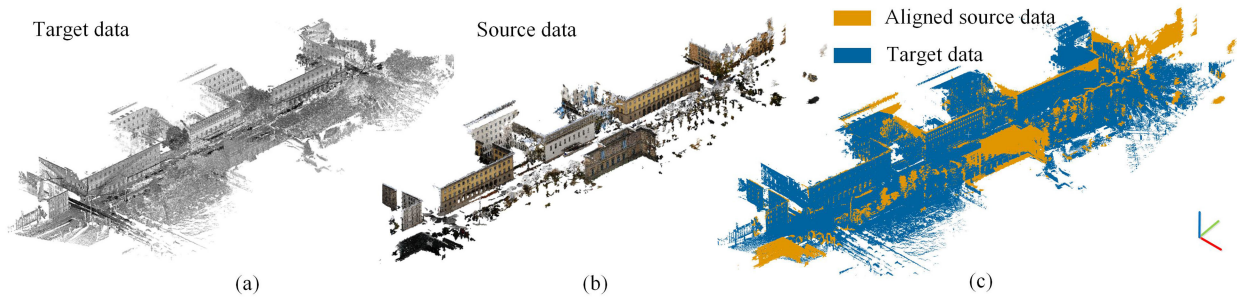 Target data
Source data
Aligned source data
Target data
(a)
(b)
(c)